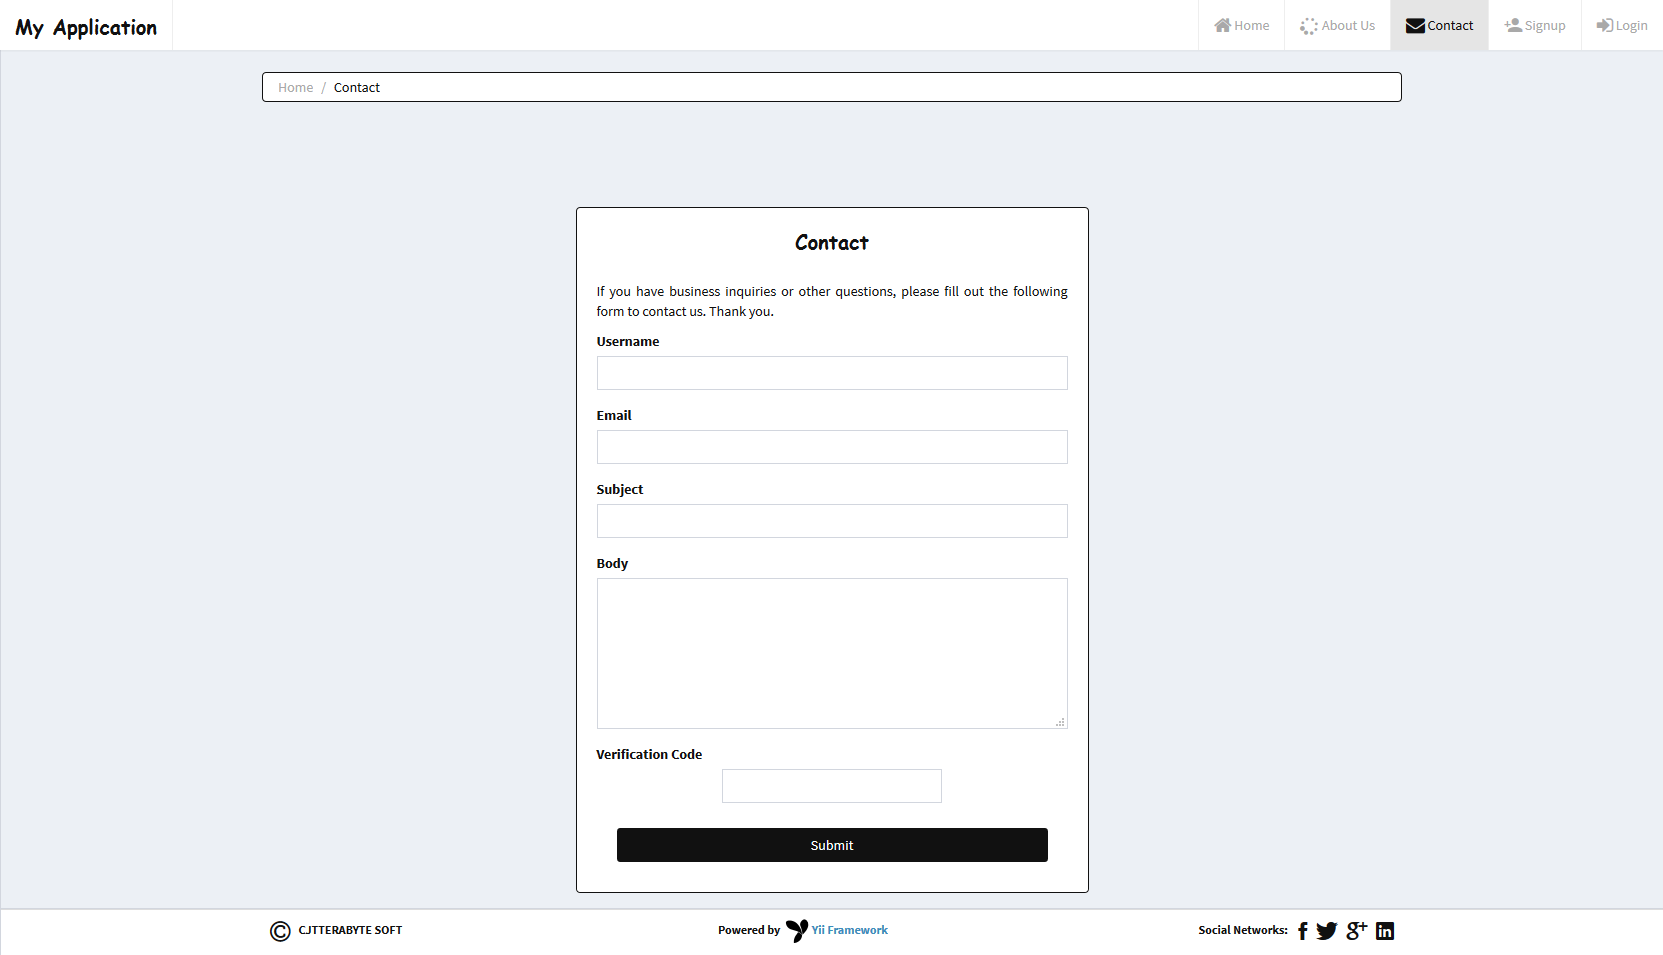 My Application
Home
About Us
Contact
Signup
Login
Home / Contact
Contact
If you have business inquiries or other questions, please fill out the following
form to contact us. Thank you.
Username
Email
Subject
Body
Verification Code
Submit
© CJTTERABYTE SOFT
Powered by Yii Framework
Social Networks: